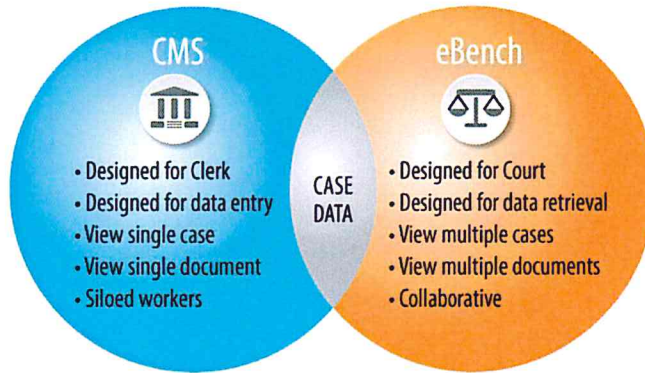 CMS
• Designed for Clerk
• Designed for data entry
• View single case
• View single document
• Siloed workers
CASE
DATA
eBench
• Designed for Court
• Designed for data retrieval
• View multiple cases
• View multiple documents
• Collaborative